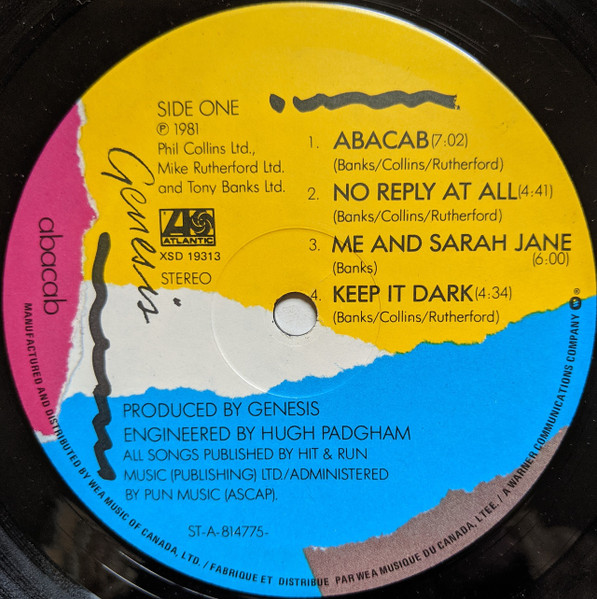 SIDE ONE
℗ 1981
Phil Collins Ltd.,
Mike Rutherford Ltd.
and Tony Banks Ltd.
ATLANTIC
XSD 19313
STEREO
Genesis
abacab
1. ABACAB (7:02)
(Banks/Collins/Rutherford)
2. NO REPLY AT ALL (4:41)
(Banks/Collins/Rutherford)
3. ME AND SARAH JANE
(6:00)
(Banks)
4. KEEP IT DARK (4:34)
(Banks/Collins/Rutherford)
PRODUCED BY GENESIS
ENGINEERED BY HUGH PADGHAM
ALL SONGS PUBLISHED BY HIT & RUN
MUSIC (PUBLISHING) LTD./ADMINISTERED
BY PUN MUSIC (ASCAP).
ST-A-814775-
MANUFACTURED AND DISTRIBUTED BY WEA MUSIC OF CANADA, LTD. / FABRIQUE ET DISTRIBUE PAR WEA MUSIQUE DU CANADA, LTEE. / A WARNER COMMUNICATIONS COMPANY ®